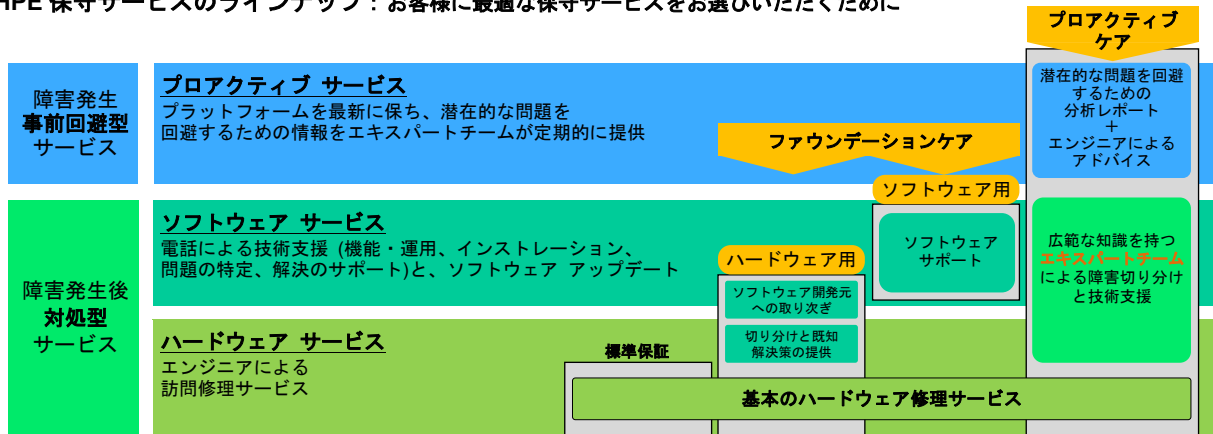 HPE 保守サービスのラインナップ：お客様に最適な保守サービスをお選びいただくために
プロアクティブ
ケア
障害発生
事前回避型
サービス
プロアクティブ サービス
プラットフォームを最新に保ち、潜在的な問題を
回避するための情報をエキスパートチームが定期的に提供
潜在的な問題を回避
するための
分析レポート
＋
エンジニアによる
アドバイス
ファウンデーションケア
ソフトウェア用
障害発生後
対処型
サービス
ソフトウェア サービス
電話による技術支援 (機能・運用、インストレーション、
問題の特定、解決のサポート)と、ソフトウェア アップデート
ソフトウェア
サポート
広範な知識を持つ
エキスパートチーム
による障害切り分け
と技術支援
ハードウェア用
ソフトウェア開発元
への取り次ぎ
切り分けと既知
解決策の提供
ハードウェア サービス
エンジニアによる
訪問修理サービス
標準保証
基本のハードウェア修理サービス